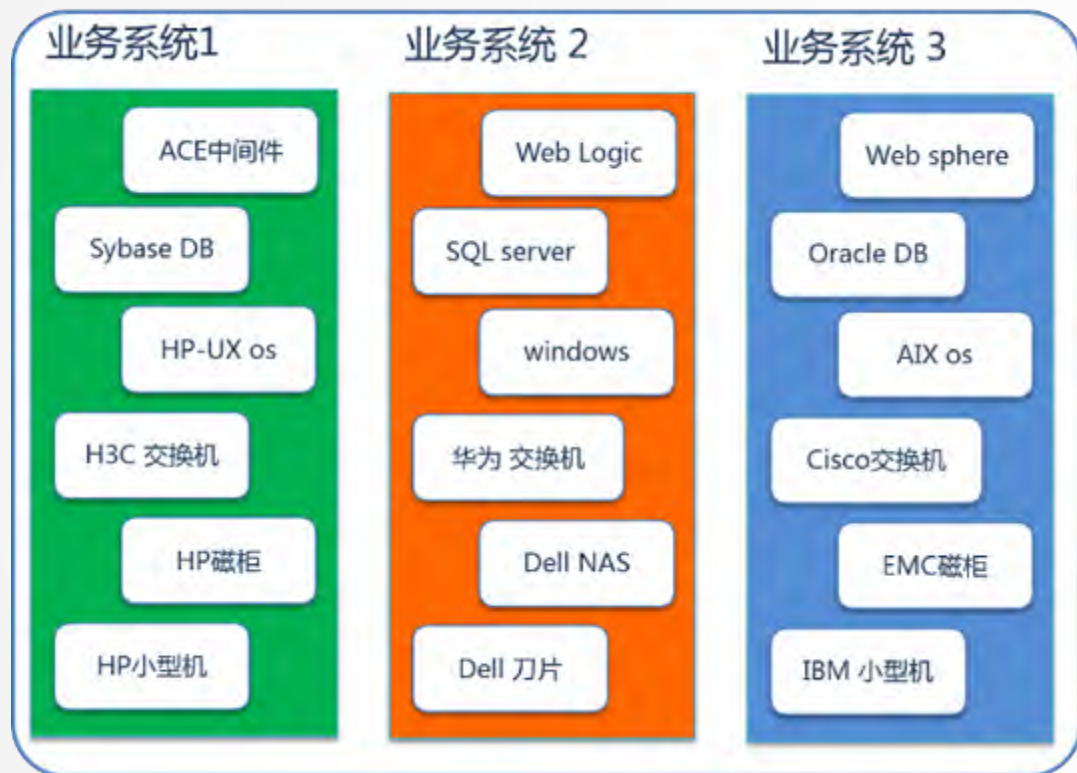 业务系统1
ACE中间件
Sybase DB
HP-UX os
H3C 交换机
HP磁柜
HP小型机
业务系统 2
Web Logic
SQL server
windows
华为 交换机
Dell NAS
Dell 刀片
业务系统 3
Web sphere
Oracle DB
AIX os
Cisco交换机
EMC磁柜
IBM 小型机